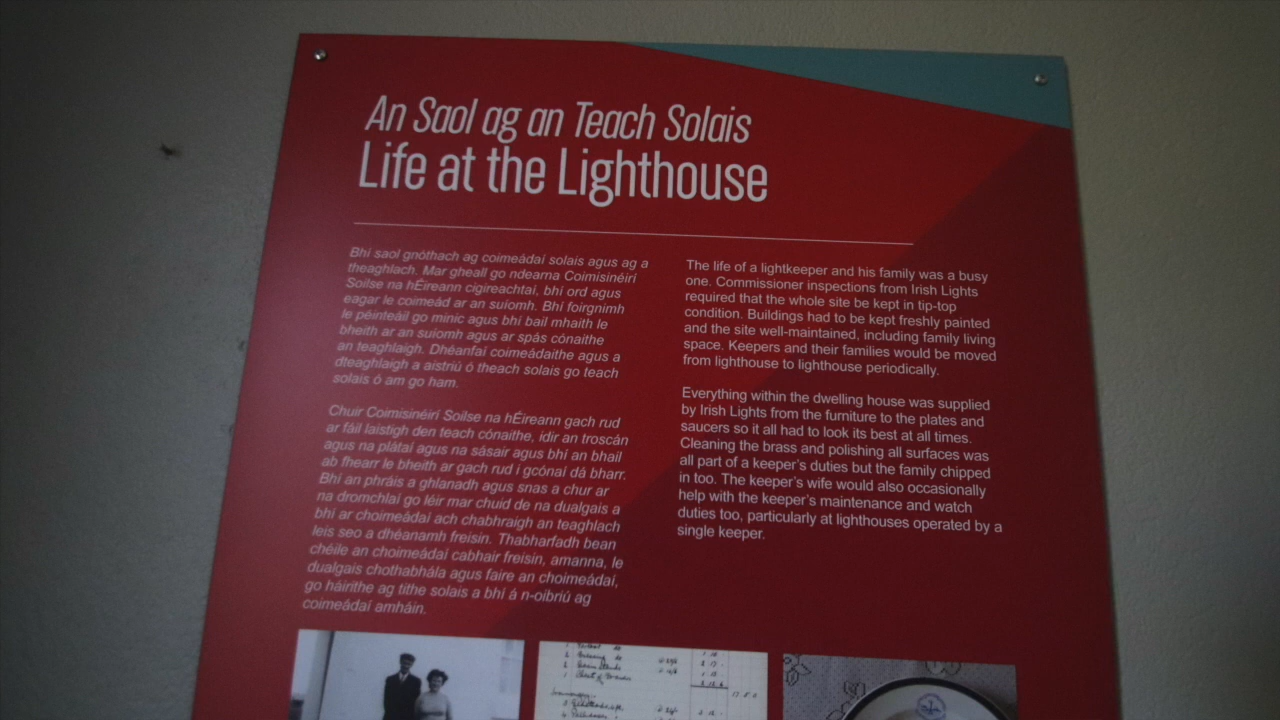 An Saol ag an Teach Solais
Life at the Lighthouse
Bhí saol gnóthach ag coimeádaí solais agus ag a
theaghlach. Mar gheall go ndearna Coimisinéirí
Soilse na hÉireann cigireachtaí, bhí ord agus
eagar le coimeád ar an suíomh. Bhí foirgnimh
le péinteáil go minic agus bhí bail mhaith le
bheith ar an suíomh agus ar spás cónaithe
an teaghlaigh. Dhéanfaí coimeádaithe agus a
dteaghlaigh a aistriú ó theach solais go teach
solais ó am go ham.
Chuir Coimisinéirí Soilse na hÉireann gach rud
ar fáil laistigh den teach cónaithe, idir an troscán
agus na plátaí agus na sásair agus bhí an bhail
ab fhearr le bheith ar gach rud i gcónaí dá bharr.
Bhí an phráis a ghlanadh agus snas a chur ar
na dromchlaí go léir mar chuid de na dualgais a
bhí ar choimeádaí ach chabhraigh an teaghlach
leis seo a dhéanamh freisin. Thabharfadh bean
chéile an choimeádaí cabhair freisin, amanna, le
dualgais chothabhála agus faire an choimeádaí,
go háirithe ag tithe solais a bhí á n-oibriú ag
coimeádaí amháin.
The life of a lightkeeper and his family was a busy
one. Commissioner inspections from Irish Lights
required that the whole site be kept in tip-top
condition. Buildings had to be kept freshly painted
and the site well-maintained, including family living
space. Keepers and their families would be moved
from lighthouse to lighthouse periodically.
Everything within the dwelling house was supplied
by Irish Lights from the furniture to the plates and
saucers so it all had to look its best at all times.
Cleaning the brass and polishing all surfaces was
all part of a keeper's duties but the family chipped
in too. The keeper's wife would also occasionally
help with the keeper's maintenance and watch
duties too, particularly at lighthouses operated by a
single keeper.